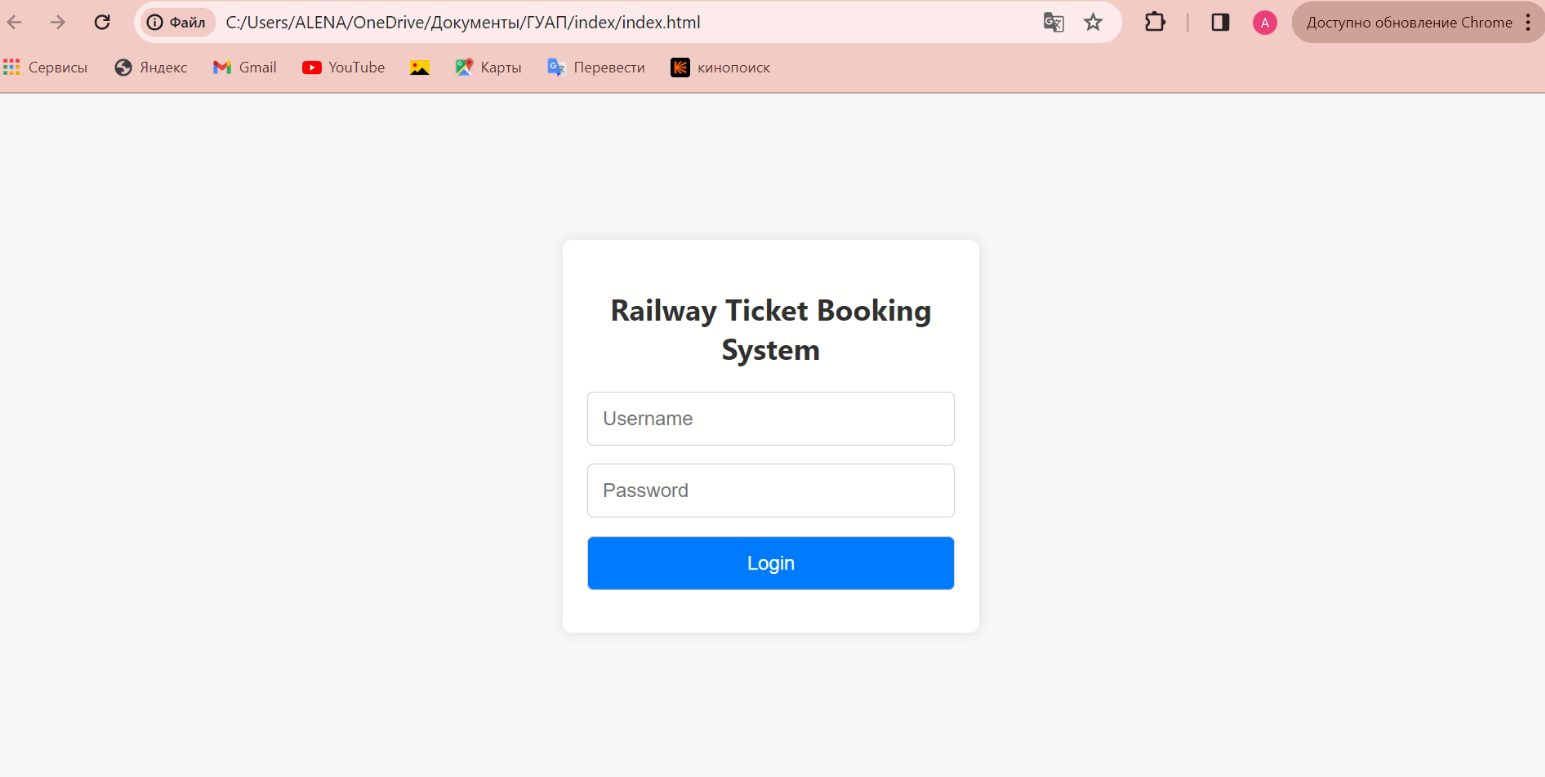 Файл C:/Users/ALENA/OneDrive/Документы/ГУАП/index/index.html A Доступно обновление Chrome
Сервисы Яндекс Gmail YouTube Карты Перевести кинопоиск
Railway Ticket Booking
System
Username
Password
Login